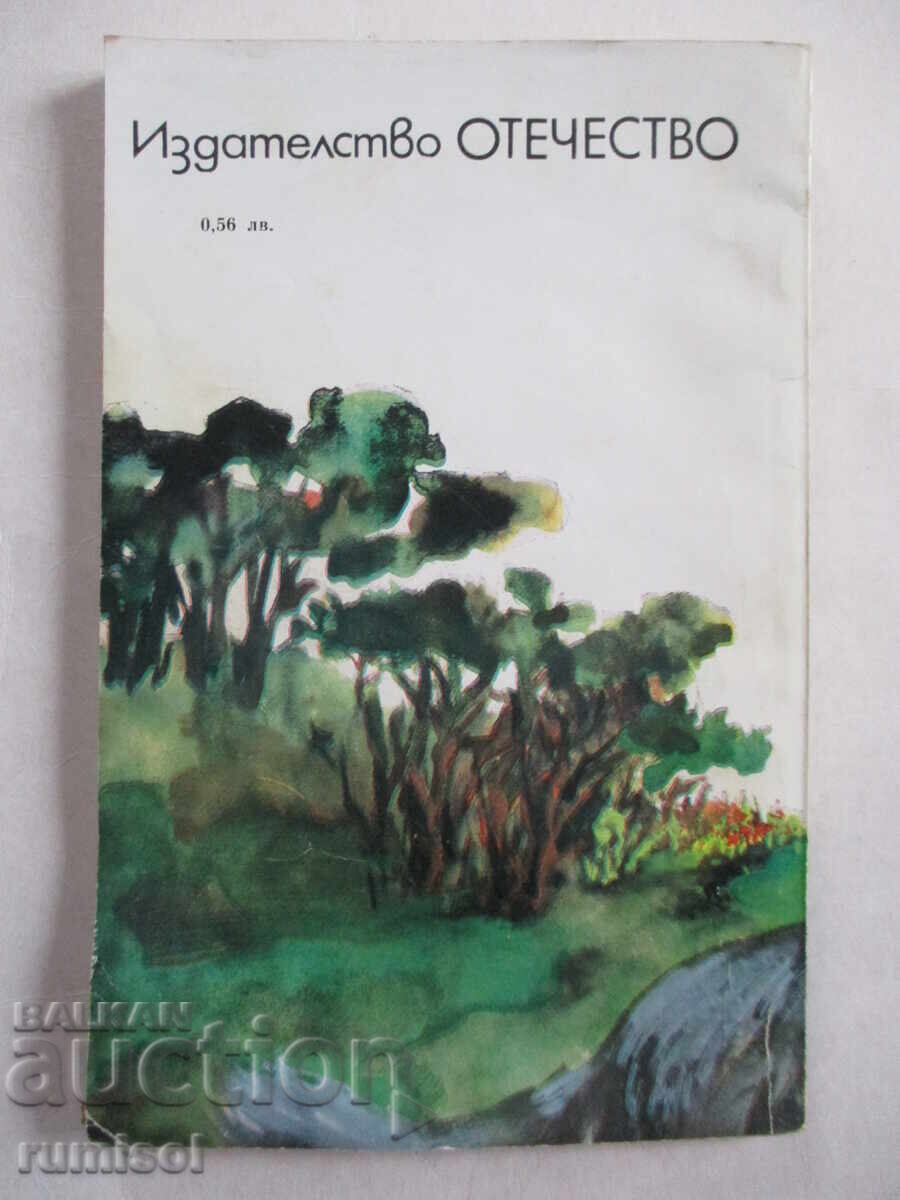 Издателство ОТЕЧЕСТВО
0,56 лв.
BALKAN
auction
rumisol